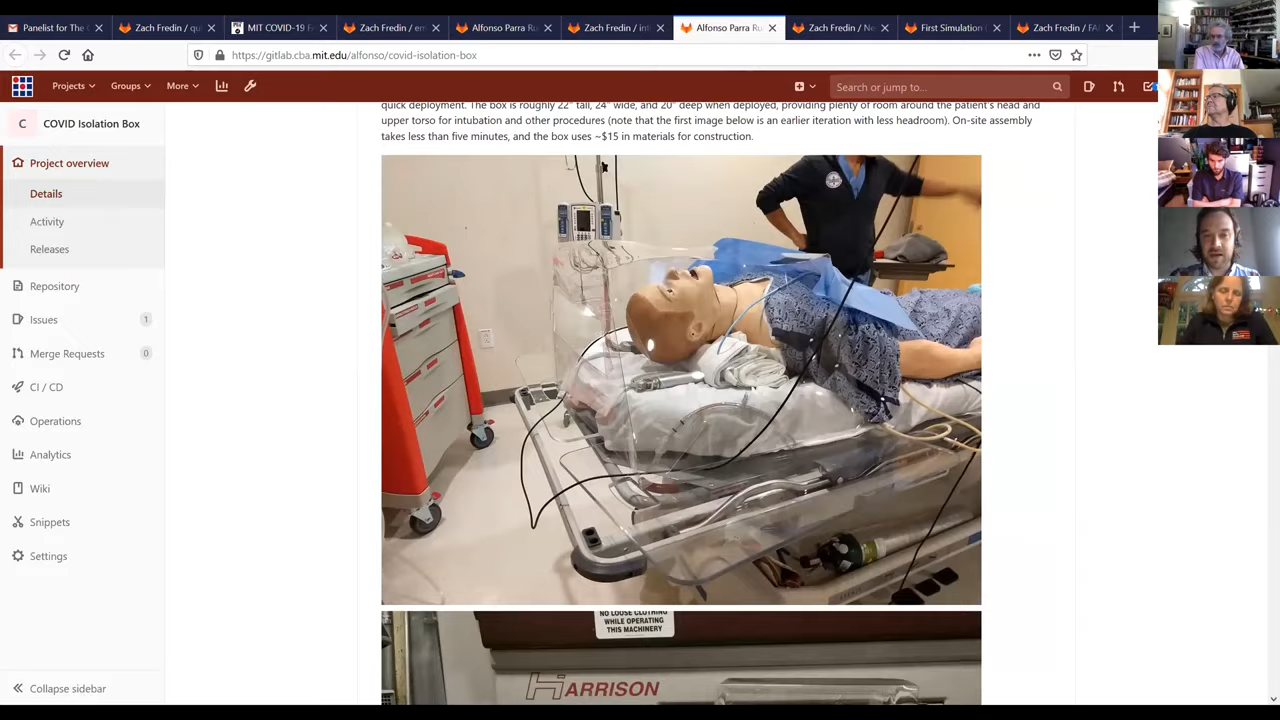 Panelist for The C
Zach Fredin / qu
MIT COVID-19 F
Zach Fredin / en
Alfonso Parra R
Zach Fredin / int
Alfonso Parra Ru
Zach Fredin / Ne
First Simulation
Zach Fredin / FA
https://gitlab.cba.mit.edu/alfonso/covid-isolation-box
Projects Groups More Search or jump to...
C COVID Isolation Box
Project overview
Details
Activity
Releases
Repository
Issues 1
Merge Requests 0
CI / CD
Operations
Analytics
Wiki
Snippets
Settings
Collapse sidebar
quick deployment. The box is roughly 22" tall, 24" wide, and 20" deep when deployed, providing plenty of room around the patient's head and
upper torso for intubation and other procedures (note that the first image below is an earlier iteration with less headroom). On-site assembly
takes less than five minutes, and the box uses ~$15 in materials for construction.
NO LOOSE CLOTHING
WHILE OPERATING
THIS MACHINERY
HARRISON